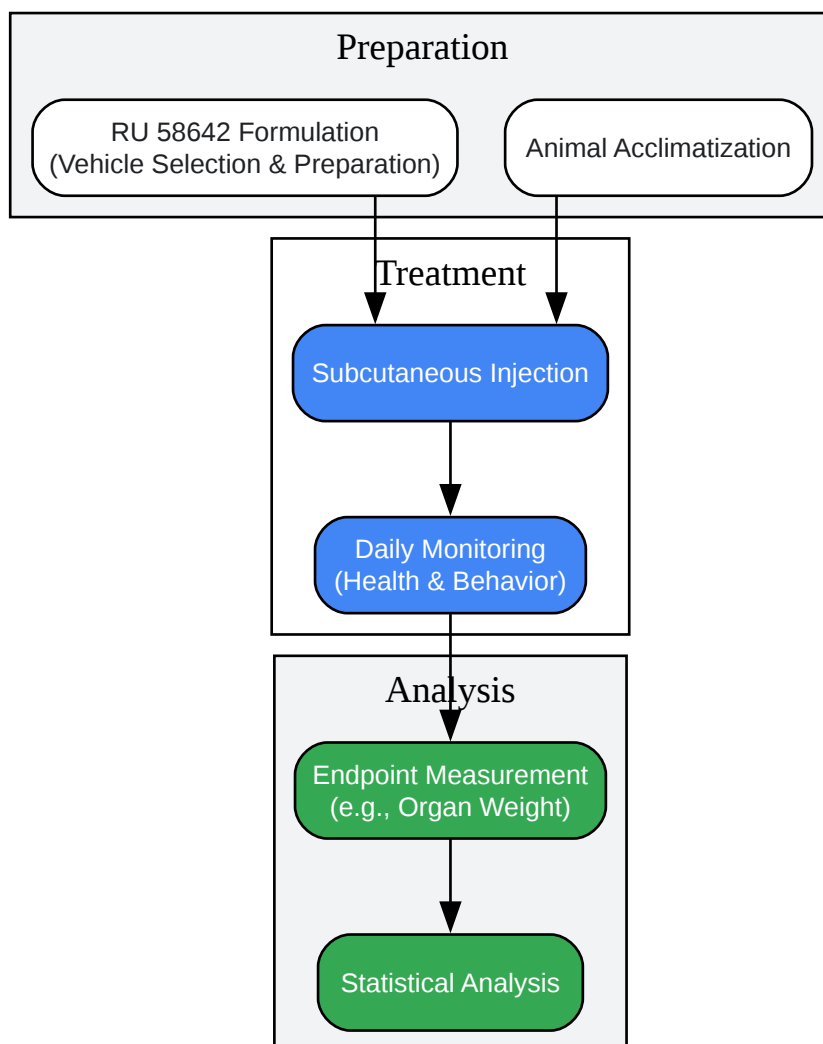 Preparation
RU 58642 Formulation
(Vehicle Selection & Preparation)
Animal Acclimatization
Treatment
Subcutaneous Injection
Daily Monitoring
(Health & Behavior)
Analysis
Endpoint Measurement
(e.g., Organ Weight)
Statistical Analysis